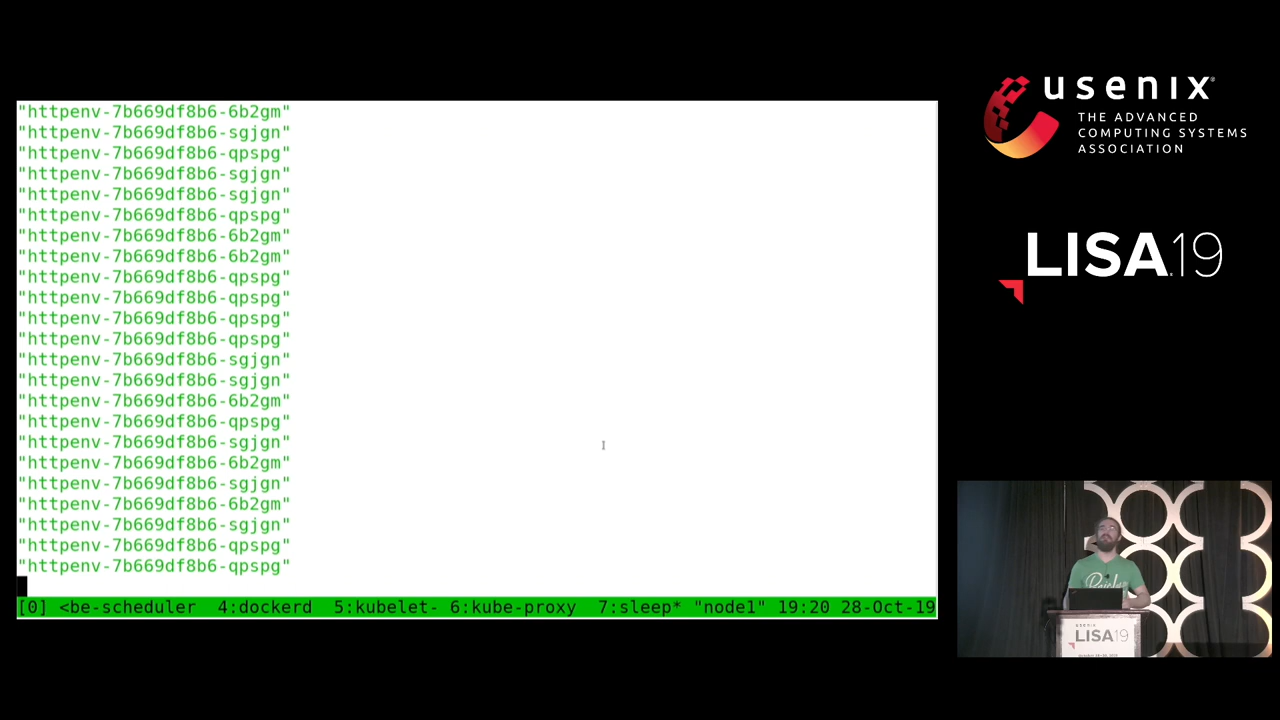 "httpenv-7b669df8b6-6b2gm"
"httpenv-7b669df8b6-sgjgn"
"httpenv-7b669df8b6-qpspg"
"httpenv-7b669df8b6-sgjgn"
"httpenv-7b669df8b6-sgjgn"
"httpenv-7b669df8b6-qpspg"
"httpenv-7b669df8b6-6b2gm"
"httpenv-7b669df8b6-6b2gm"
"httpenv-7b669df8b6-qpspg"
"httpenv-7b669df8b6-qpspg"
"httpenv-7b669df8b6-qpspg"
"httpenv-7b669df8b6-qpspg"
"httpenv-7b669df8b6-sgjgn"
"httpenv-7b669df8b6-sgjgn"
"httpenv-7b669df8b6-6b2gm"
"httpenv-7b669df8b6-qpspg"
"httpenv-7b669df8b6-sgjgn"
"httpenv-7b669df8b6-6b2gm"
"httpenv-7b669df8b6-sgjgn"
"httpenv-7b669df8b6-6b2gm"
"httpenv-7b669df8b6-sgjgn"
"httpenv-7b669df8b6-qpspg"
"httpenv-7b669df8b6-qpspg"
[0] <be-scheduler 4:dockerd 5:kubelet- 6:kube-proxy 7:sleep* "node1" 19:20 28-Oct-19
usenix
THE ADVANCED
COMPUTING SYSTEMS
ASSOCIATION
LISA19
usenix
LISA19